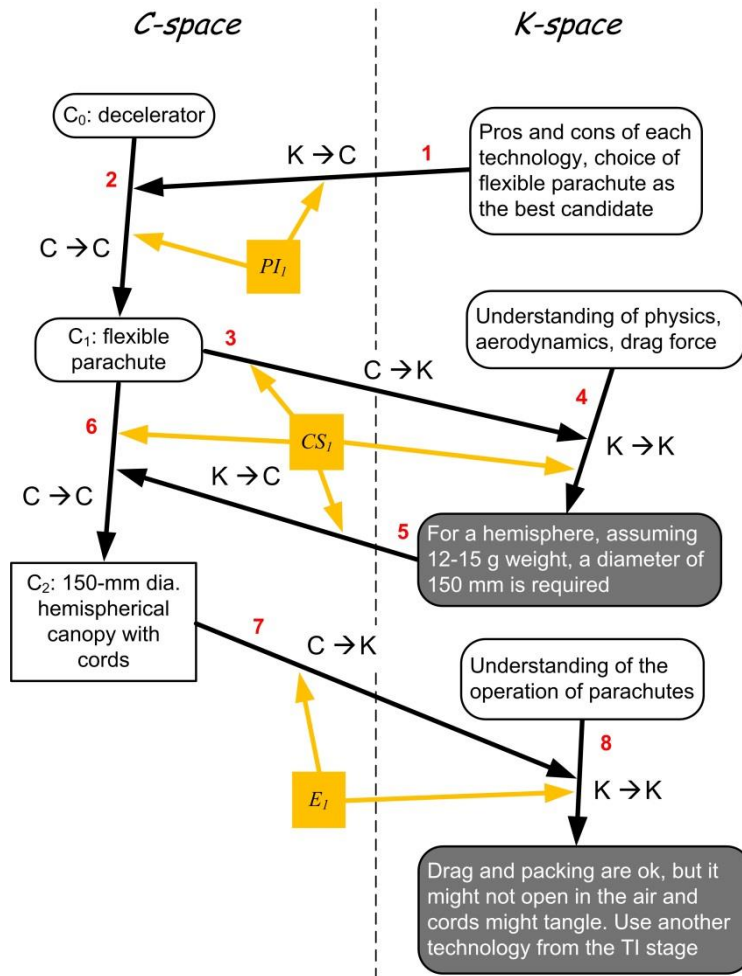 C-space
K-space
C₀: decelerator
Pros and cons of each
technology, choice of
flexible parachute as
the best candidate
1
K → C
2
C → C
PI₁
C₁: flexible
parachute
3
Understanding of physics,
aerodynamics, drag force
C → K
4
6
CS₁
K → K
K → C
C → C
5
For a hemisphere, assuming
12-15 g weight, a diameter of
150 mm is required
C₂: 150-mm dia.
hemispherical
canopy with
cords
7
C → K
Understanding of the
operation of parachutes
8
E₁
K → K
Drag and packing are ok, but it
might not open in the air and
cords might tangle. Use another
technology from the TI stage